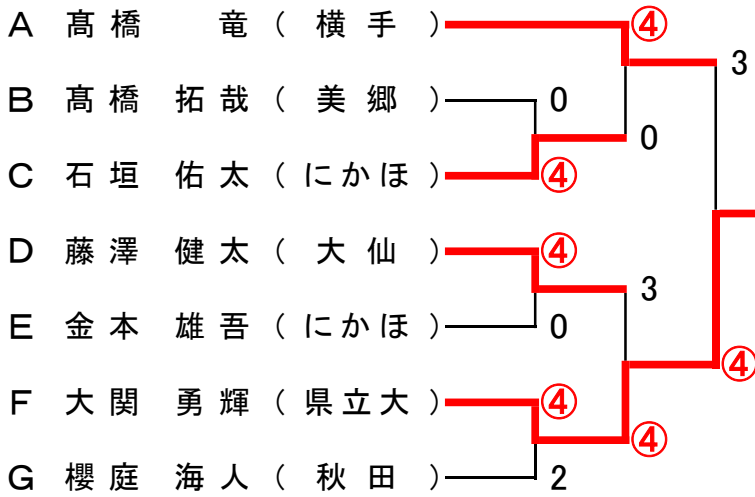 A 髙橋 竜 ( 横手 ) ④
3
B 髙橋 拓哉 ( 美郷 ) 0
0
C 石垣 佑太 ( にかほ ) ④
D 藤澤 健太 ( 大仙 ) ④
3
E 金本 雄吾 ( にかほ ) 0
④
F 大関 勇輝 ( 県立大 ) ④
④
G 櫻庭 海人 ( 秋田 ) 2